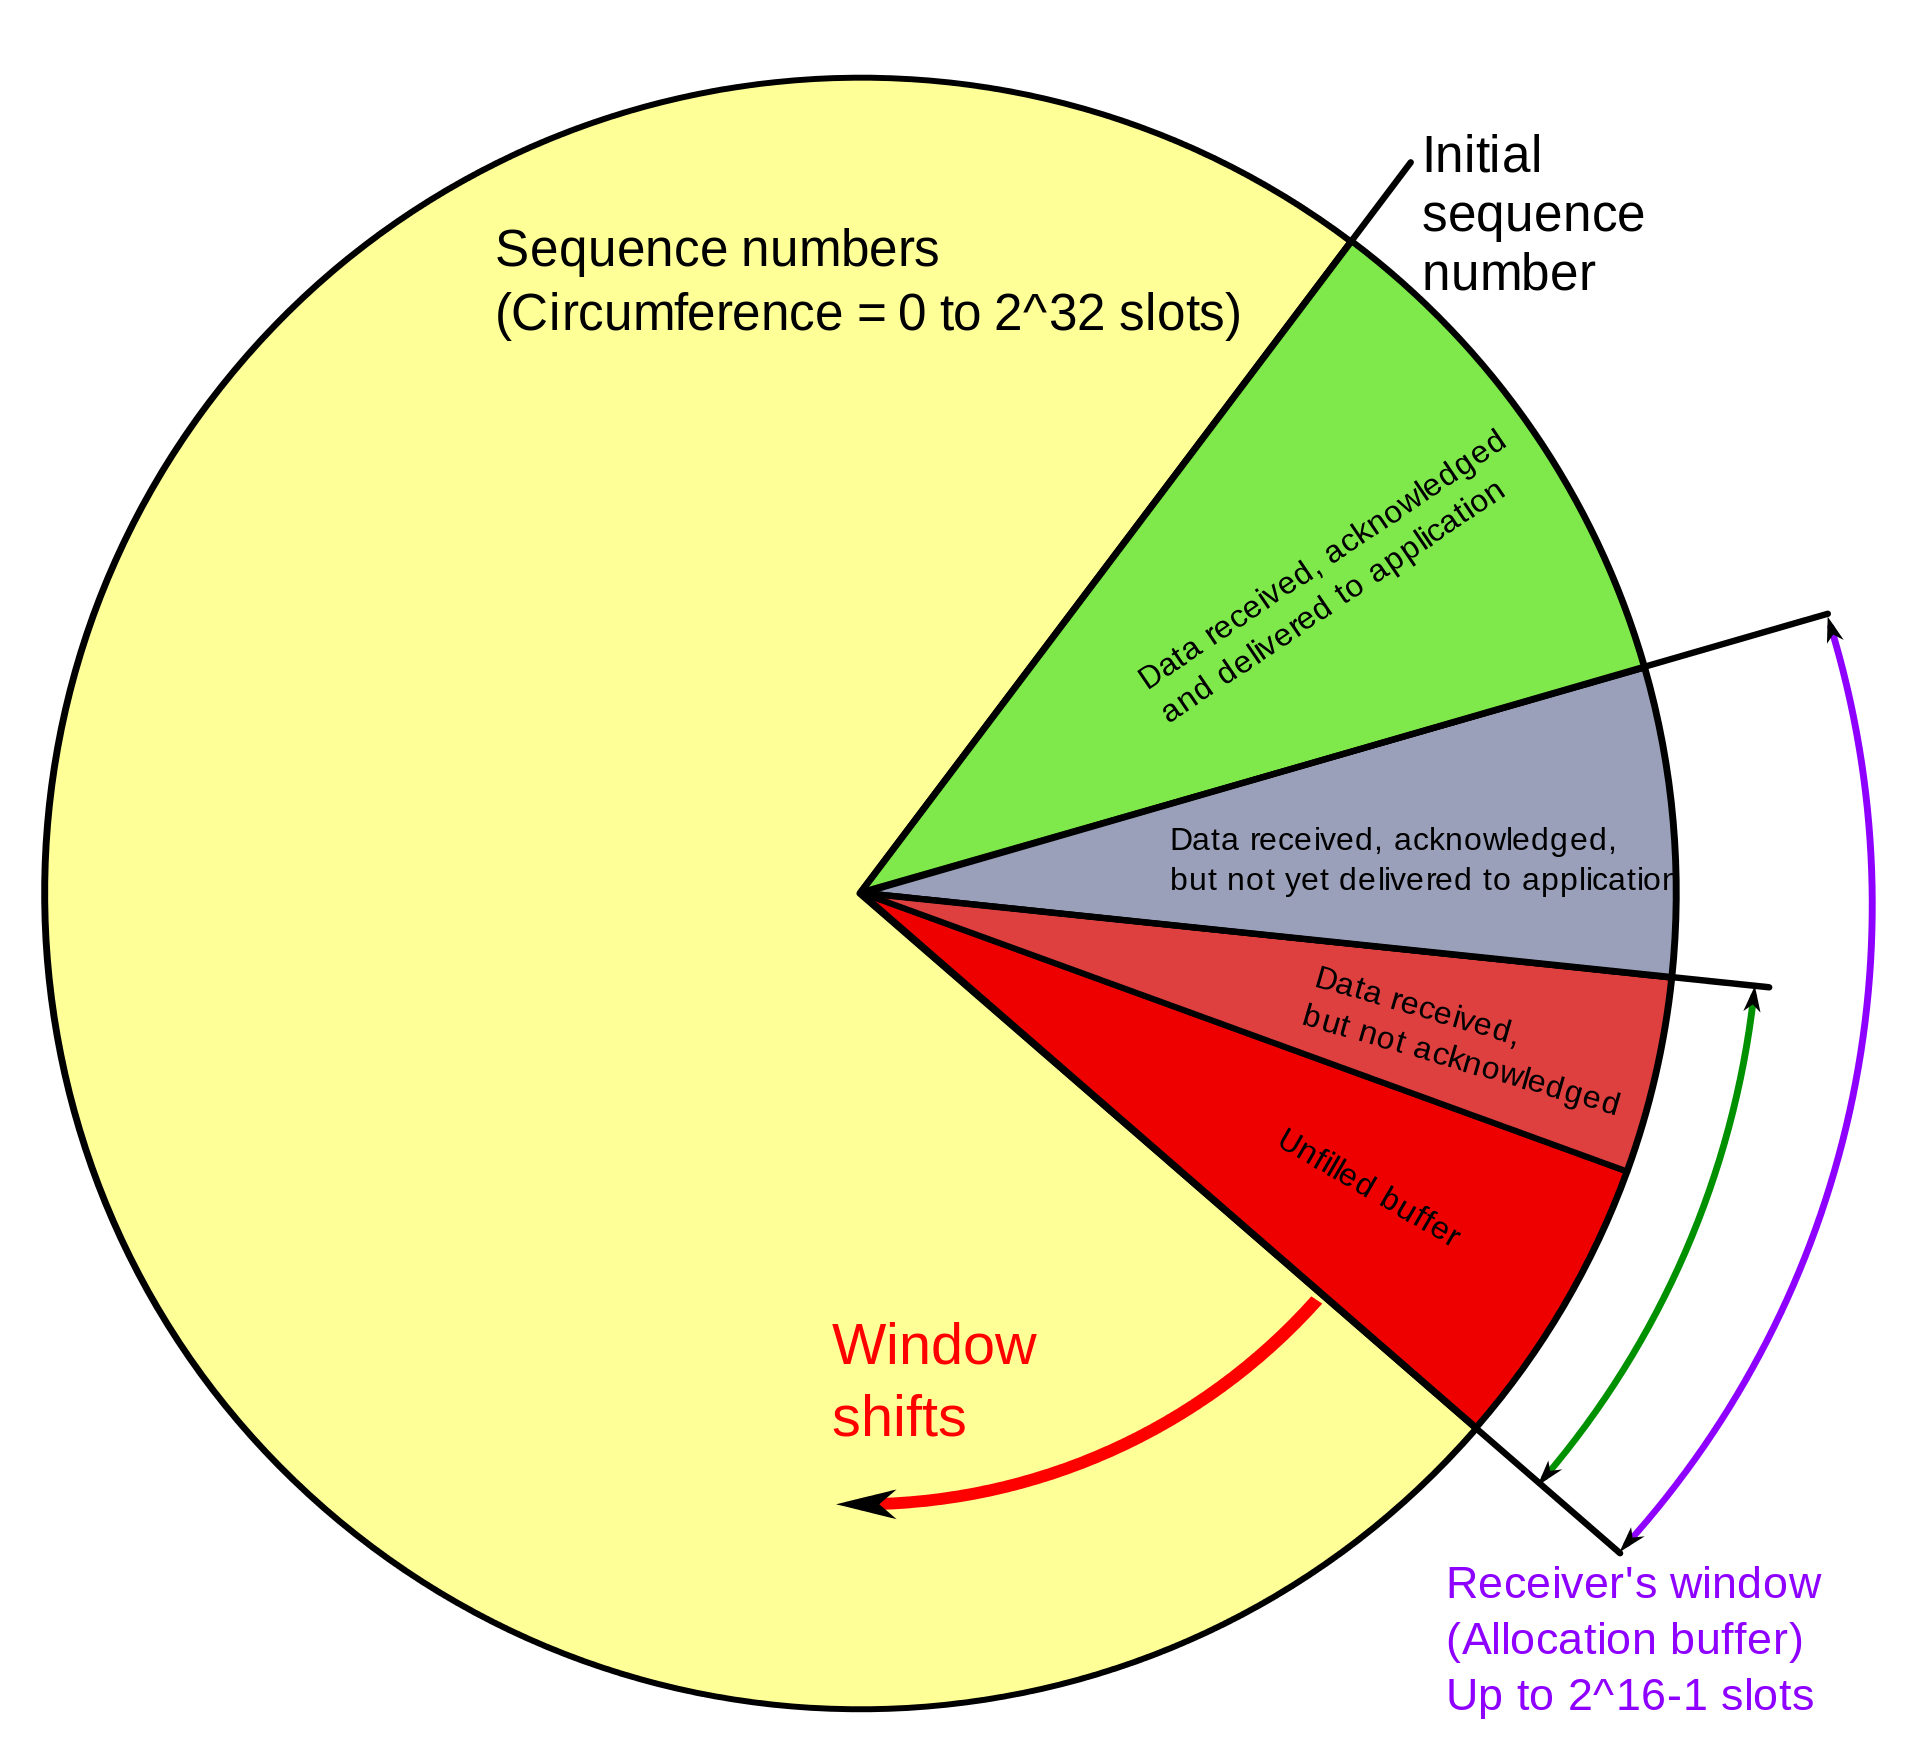 Initial
sequence
number
Sequence numbers
(Circumference = 0 to 2^32 slots)
Data received, acknowledged
and delivered to application
Data received, acknowledged,
but not yet delivered to application
Data received,
but not acknowledged
Unfilled buffer
Window
shifts
Receiver's window
(Allocation buffer)
Up to 2^16-1 slots